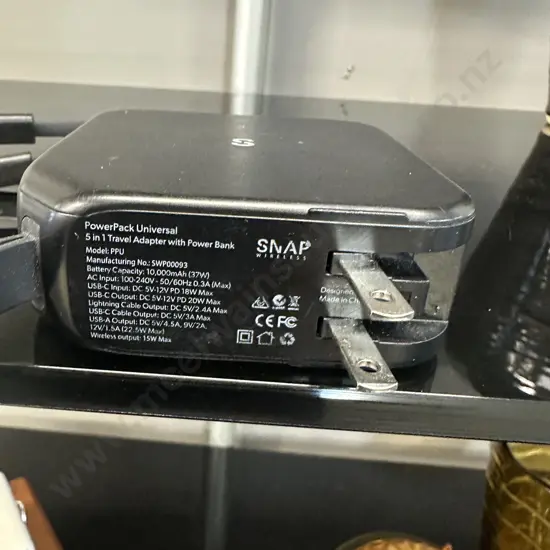 PowerPack Universal
5 in 1 Travel Adapter with Power Bank
Model: PPU
Manufacturing No.: SWP00093
Battery Capacity: 10,000mAh (37W)
AC Input: 100-240V - 50/60Hz 0.3A (Max)
USB-C Input: DC 5V-12V PD 18W Max
USB-C Output: DC 5V-12V PD 20W Max
Lightning Cable Output: DC 5V/2.4A Max
USB-C Cable Output: DC 5V/3A Max
USB-A Output: DC 5V/4.5A, 9V/2A,
12V/1.5A (22.5W Max)
Wireless output: 15W Max
SNAP
WIRELESS
CE FC
Designed
Made in